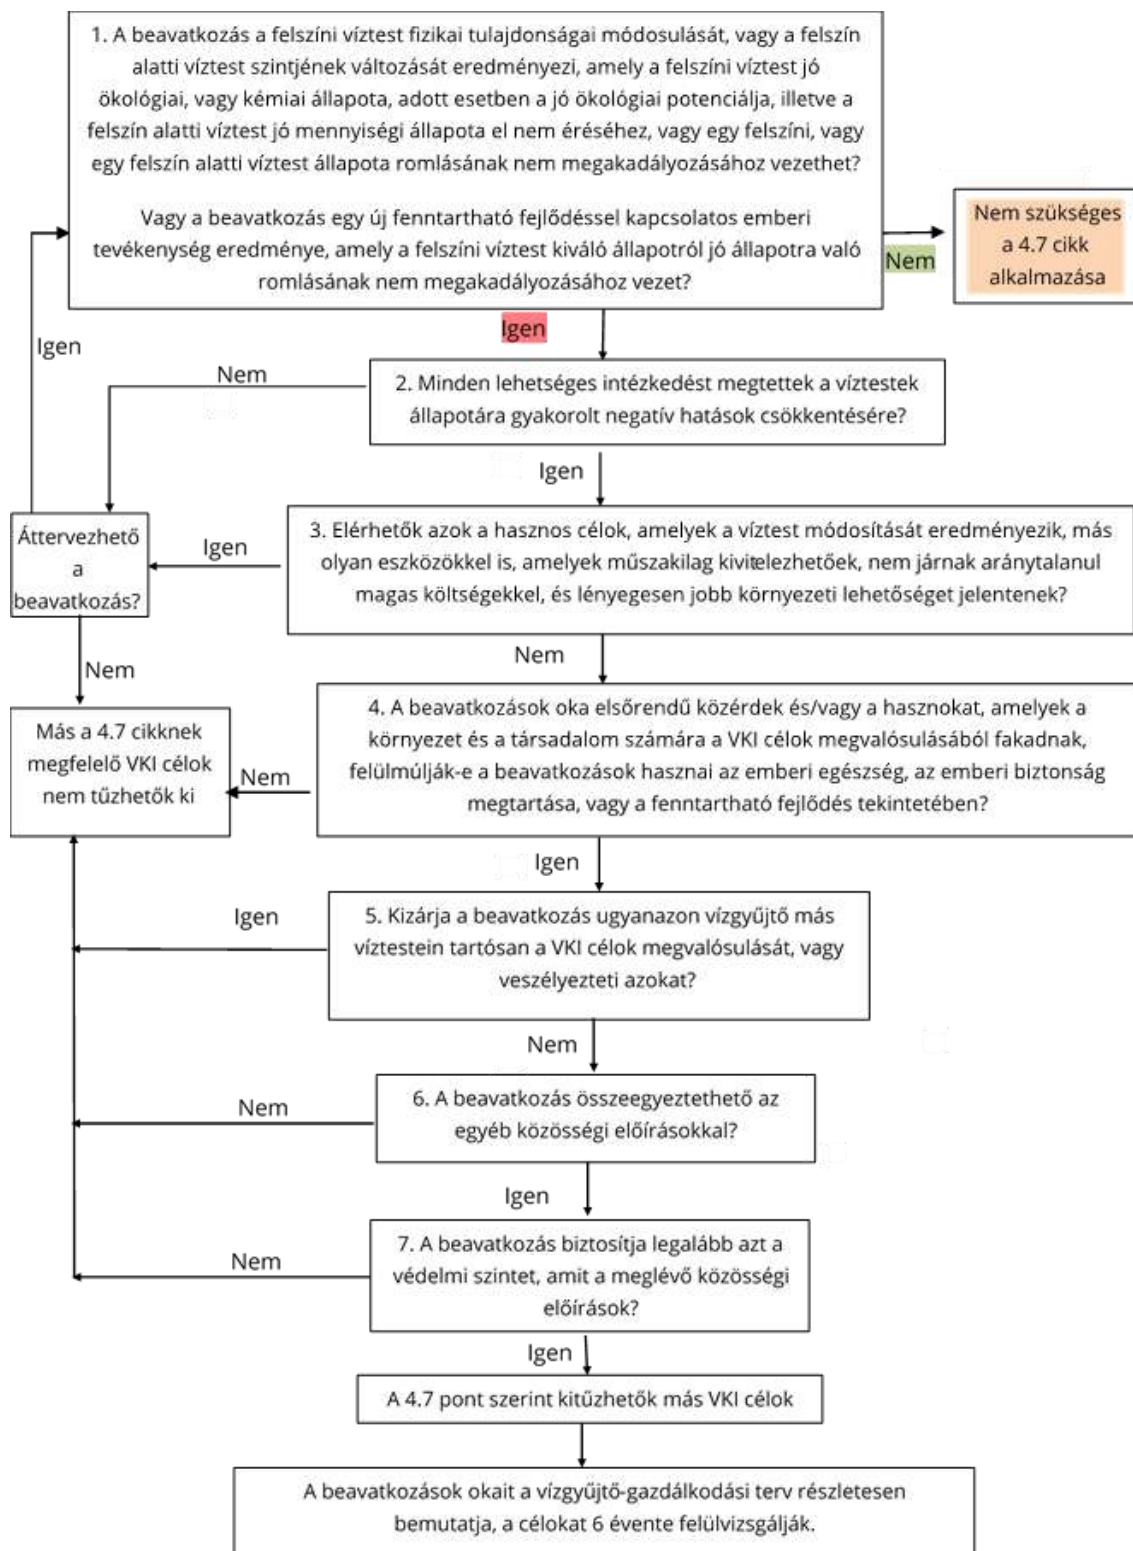 1. A beavatkozás a felszíni víztest fizikai tulajdonságai módosulását, vagy a felszín
alatti víztest szintjének változását eredményezi, amely a felszíni víztest jó
ökológiai, vagy kémiai állapota, adott esetben a jó ökológiai potenciálja, illetve a
felszín alatti víztest jó mennyiségi állapota el nem éréséhez, vagy egy felszíni, vagy
egy felszín alatti víztest állapota romlásának nem megakadályozásához vezethet?
Vagy a beavatkozás egy új fenntartható fejlődéssel kapcsolatos emberi
tevékenység eredménye, amely a felszíni víztest kiváló állapotról jó állapotra való
romlásának nem megakadályozásához vezet?
Nem
Nem szükséges
a 4.7 cikk
alkalmazása
Igen
Igen
Nem
2. Minden lehetséges intézkedést megtettek a víztestek
állapotára gyakorolt negatív hatások csökkentésére?
Igen
Áttervezhető
a
beavatkozás?
Igen
3. Elérhetők azok a hasznos célok, amelyek a víztest módosítását eredményezik, más
olyan eszközökkel is, amelyek műszakilag kivitelezhetőek, nem járnak aránytalanul
magas költségekkel, és lényegesen jobb környezeti lehetőséget jelentenek?
Nem
Nem
Más a 4.7 cikknek
megfelelő VKI célok
nem tűzhetők ki
Nem
4. A beavatkozások oka elsőrendű közérdek és/vagy a hasznokat, amelyek a
környezet és a társadalom számára a VKI célok megvalósulásából fakadnak,
felülmúlják-e a beavatkozások hasznai az emberi egészség, az emberi biztonság
megtartása, vagy a fenntartható fejlődés tekintetében?
Igen
Igen
5. Kizárja a beavatkozás ugyanazon vízgyűjtő más
víztestein tartósan a VKI célok megvalósulását, vagy
veszélyezteti azokat?
Nem
Nem
6. A beavatkozás összeegyeztethető az
egyéb közösségi előírásokkal?
Igen
Nem
7. A beavatkozás biztosítja legalább azt a
védelmi szintet, amit a meglévő közösségi
előírások?
Igen
A 4.7 pont szerint kitűzhetők más VKI célok
A beavatkozások okait a vízgyűjtő-gazdálkodási terv részletesen
bemutatja, a célokat 6 évente felülvizsgálják.